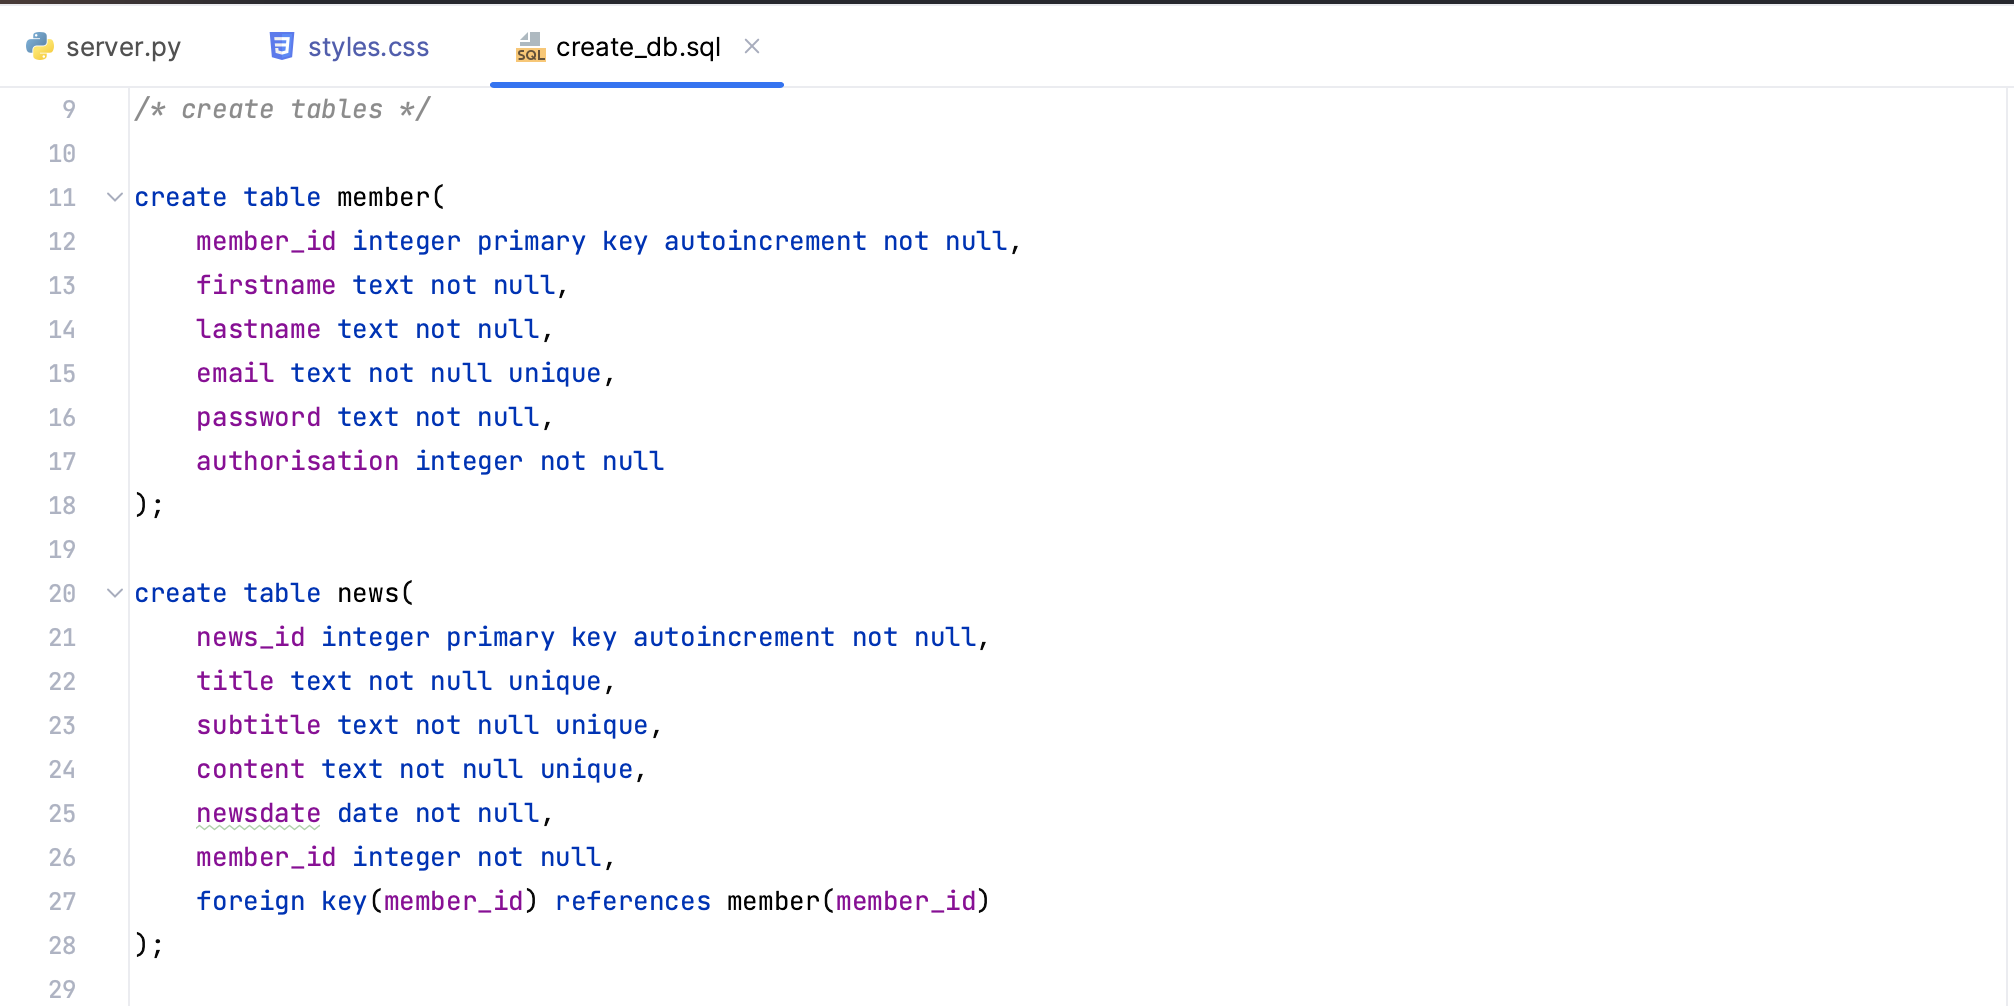 server.py styles.css SQL create_db.sql
9 /* create tables */
10
11 create table member(
12 member_id integer primary key autoincrement not null,
13 firstname text not null,
14 lastname text not null,
15 email text not null unique,
16 password text not null,
17 authorisation integer not null
18 );
19
20 create table news(
21 news_id integer primary key autoincrement not null,
22 title text not null unique,
23 subtitle text not null unique,
24 content text not null unique,
25 newsdate date not null,
26 member_id integer not null,
27 foreign key(member_id) references member(member_id)
28 );
29